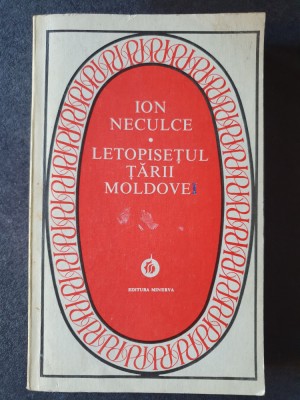 ION
NECULCE
•
LETOPISEȚUL
ȚĂRII
MOLDOVEI
EDITURA MINERVA